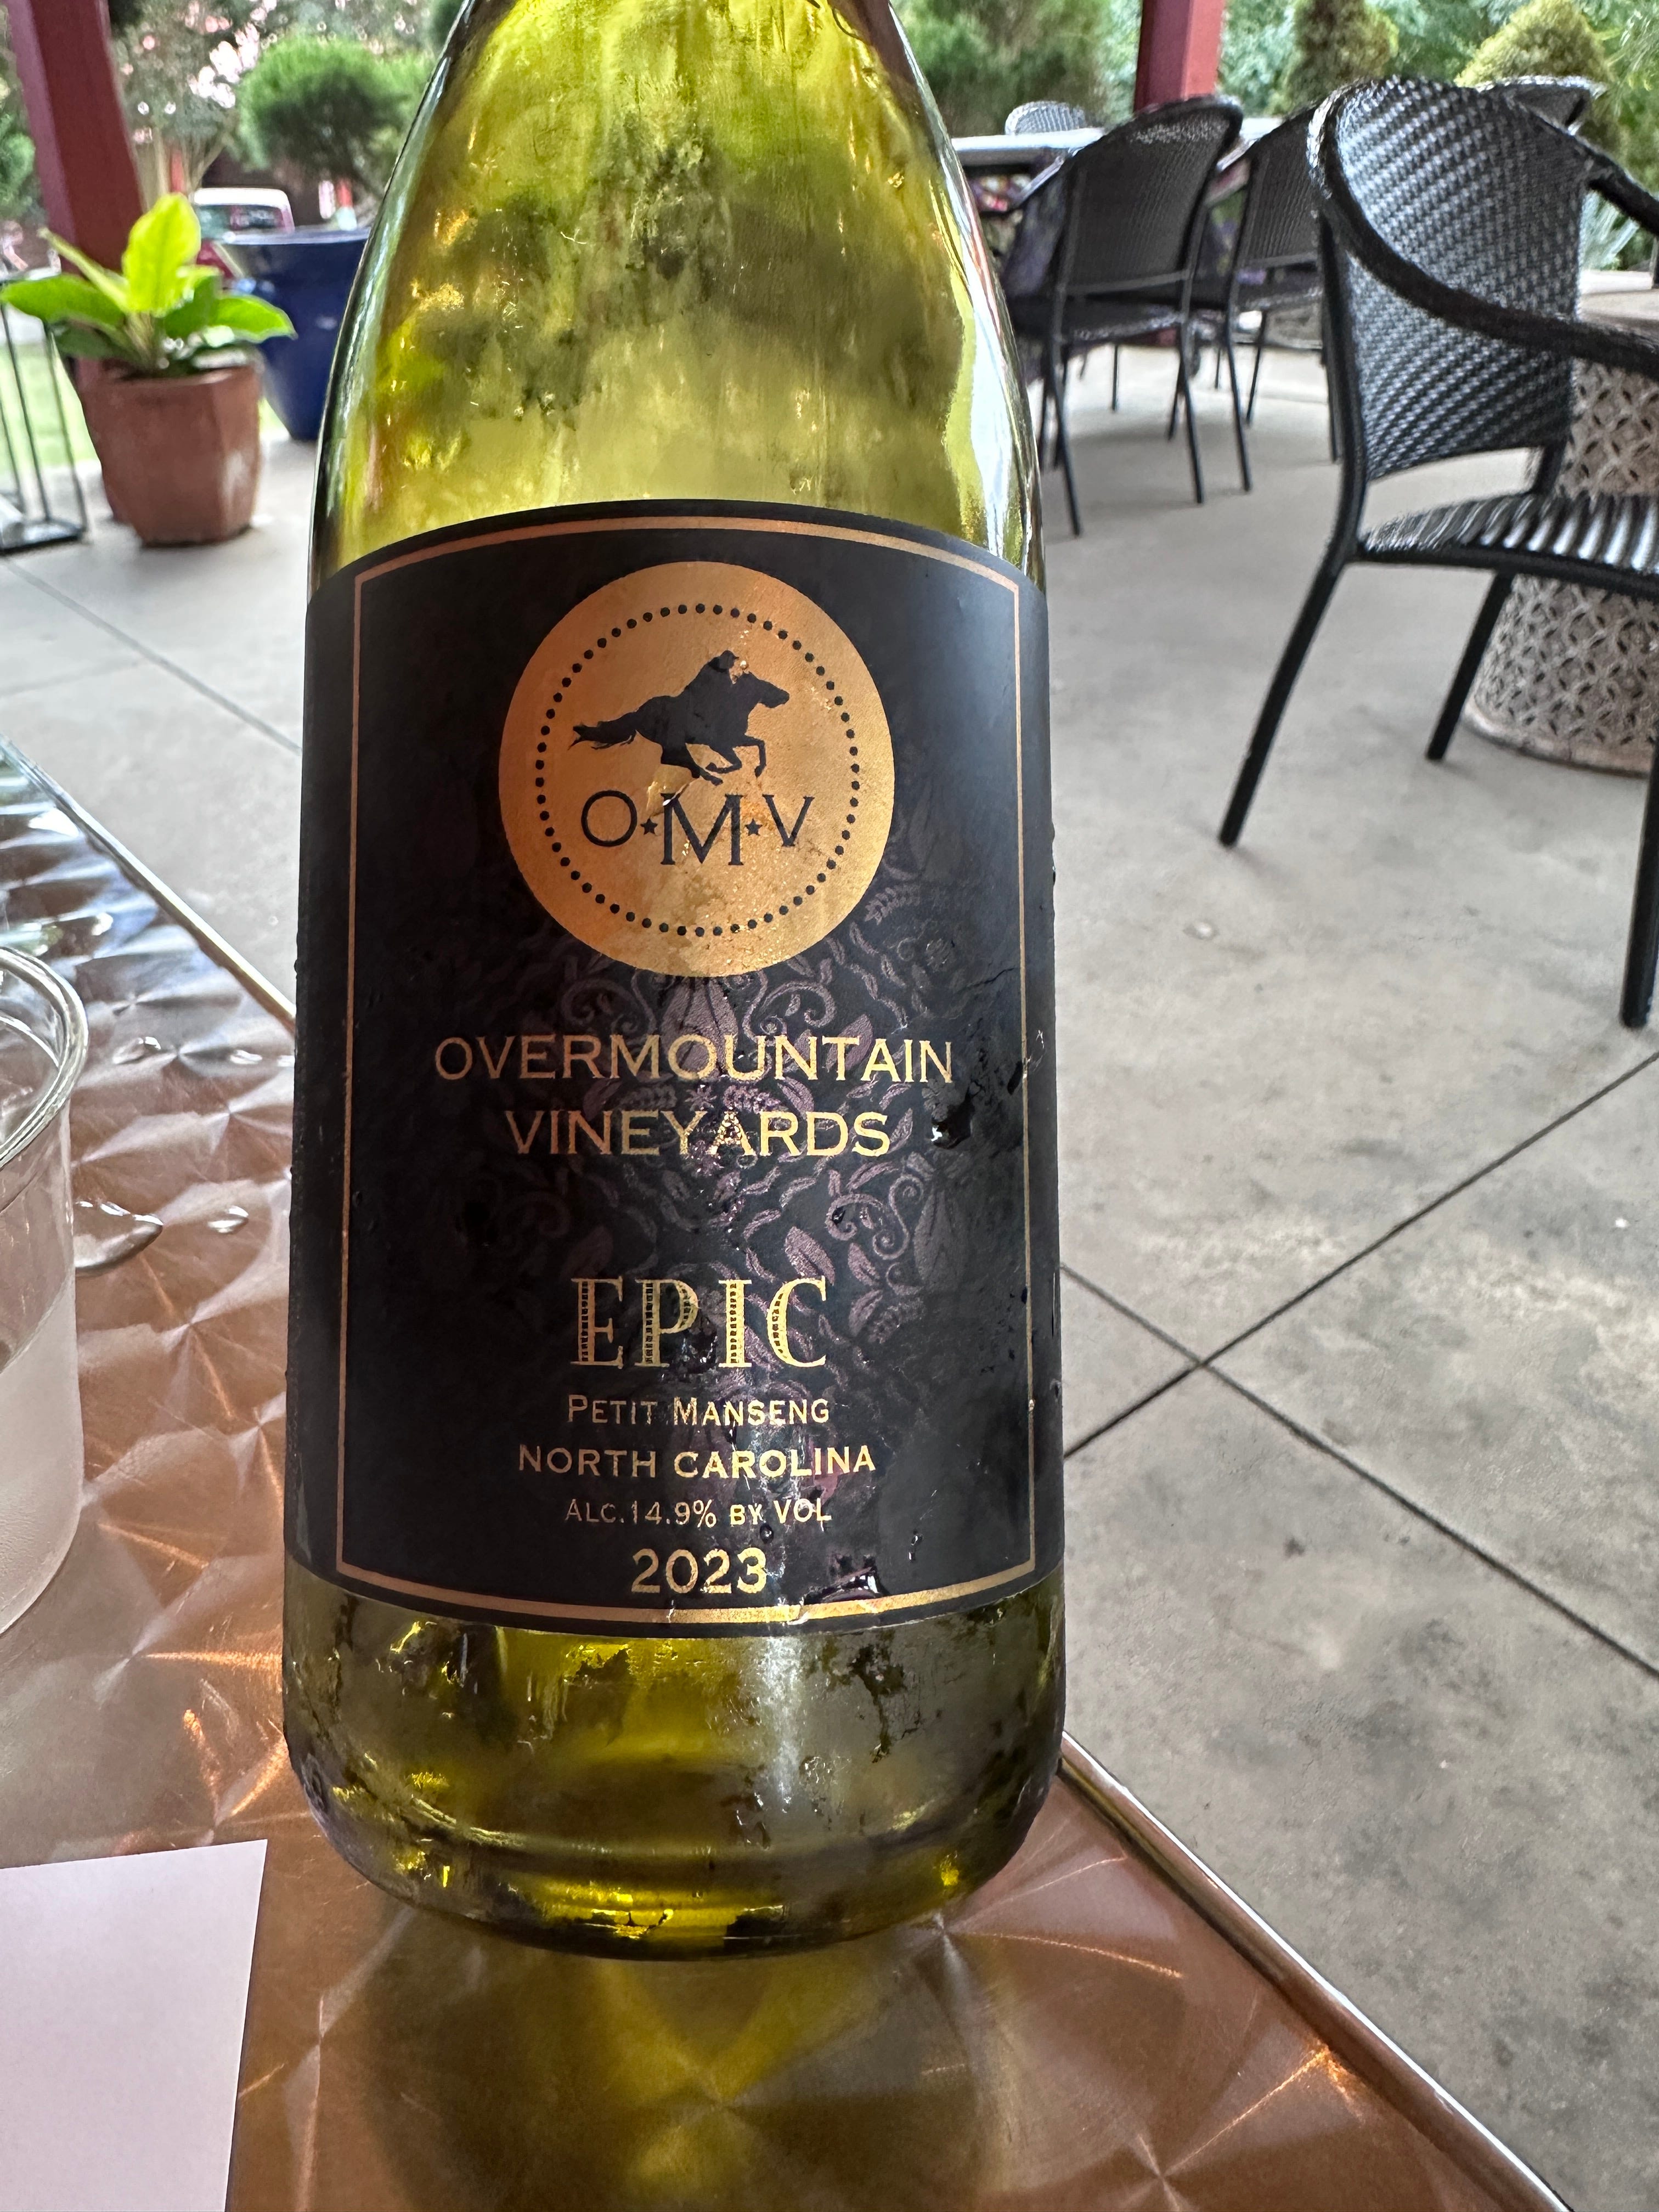 O★M★V
OVERMOUNTAIN
VINEYARDS
EPIC
PETIT MANSENG
NORTH CAROLINA
ALC.14.9% BY VOL
2023